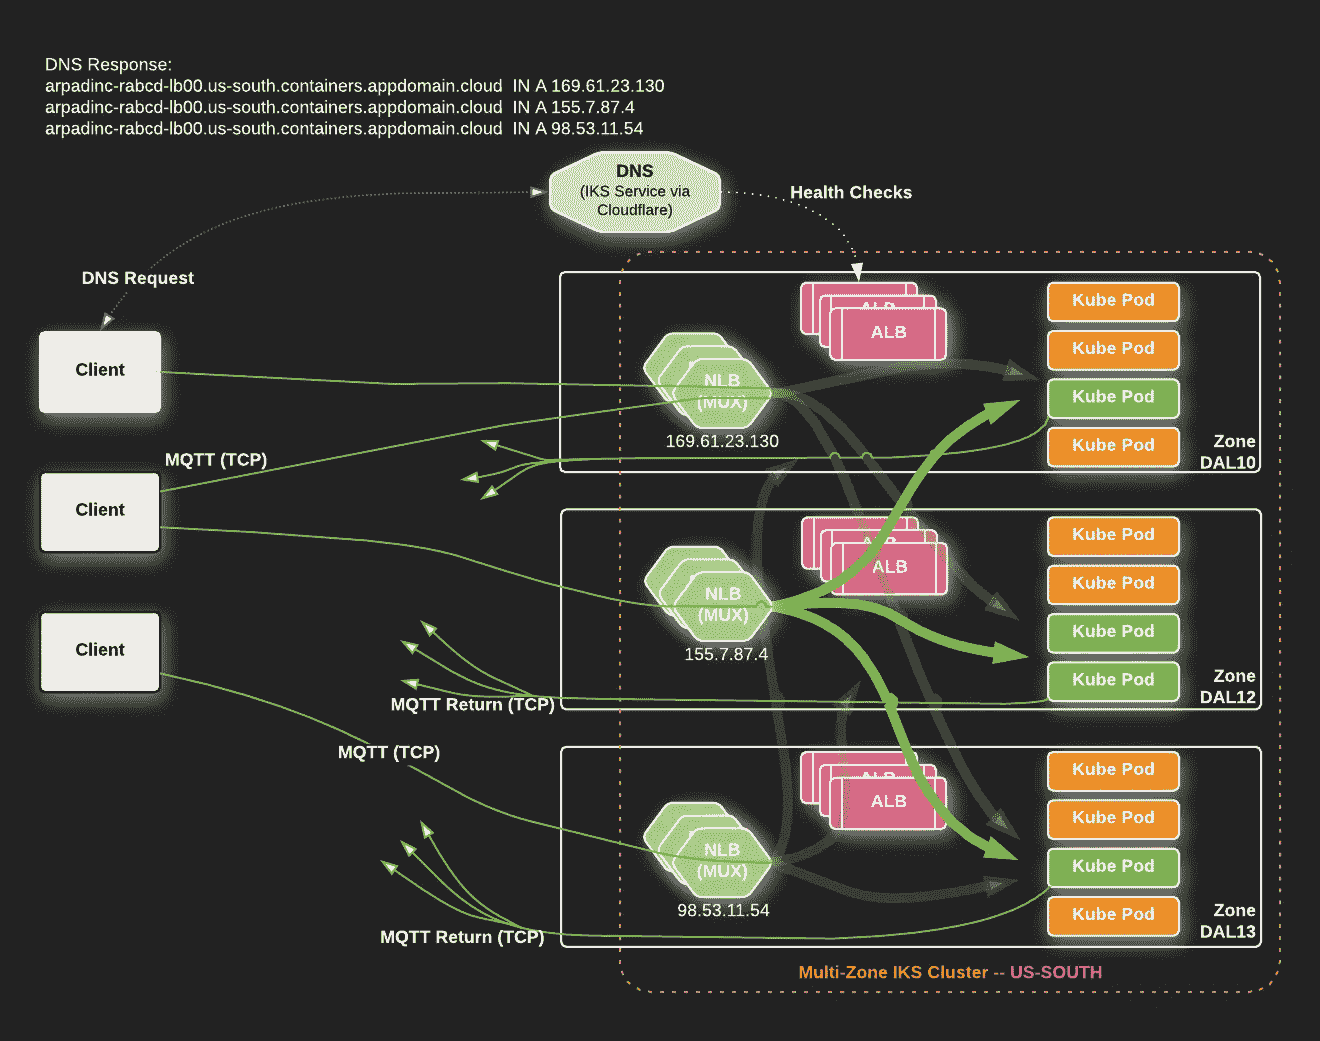 DNS Response:
arpadinc-rabcd-lb00.us-south.containers.appdomain.cloud IN A 169.61.23.130
arpadinc-rabcd-lb00.us-south.containers.appdomain.cloud IN A 155.7.87.4
arpadinc-rabcd-lb00.us-south.containers.appdomain.cloud IN A 98.53.11.54
DNS
(IKS Service via
Cloudflare)
Health Checks
DNS Request
Client
MQTT (TCP)
Client
Client
MQTT Return (TCP)
MQTT (TCP)
MQTT Return (TCP)
ALB
ALB
NLB
(MUX)
169.61.23.130
Kube Pod
Kube Pod
Kube Pod
Kube Pod
Zone
DAL10
ALB
ALB
NLB
(MUX)
155.7.87.4
Kube Pod
Kube Pod
Kube Pod
Kube Pod
Zone
DAL12
ALB
ALB
NLB
(MUX)
98.53.11.54
Kube Pod
Kube Pod
Kube Pod
Kube Pod
Zone
DAL13
Multi-Zone IKS Cluster -- US-SOUTH